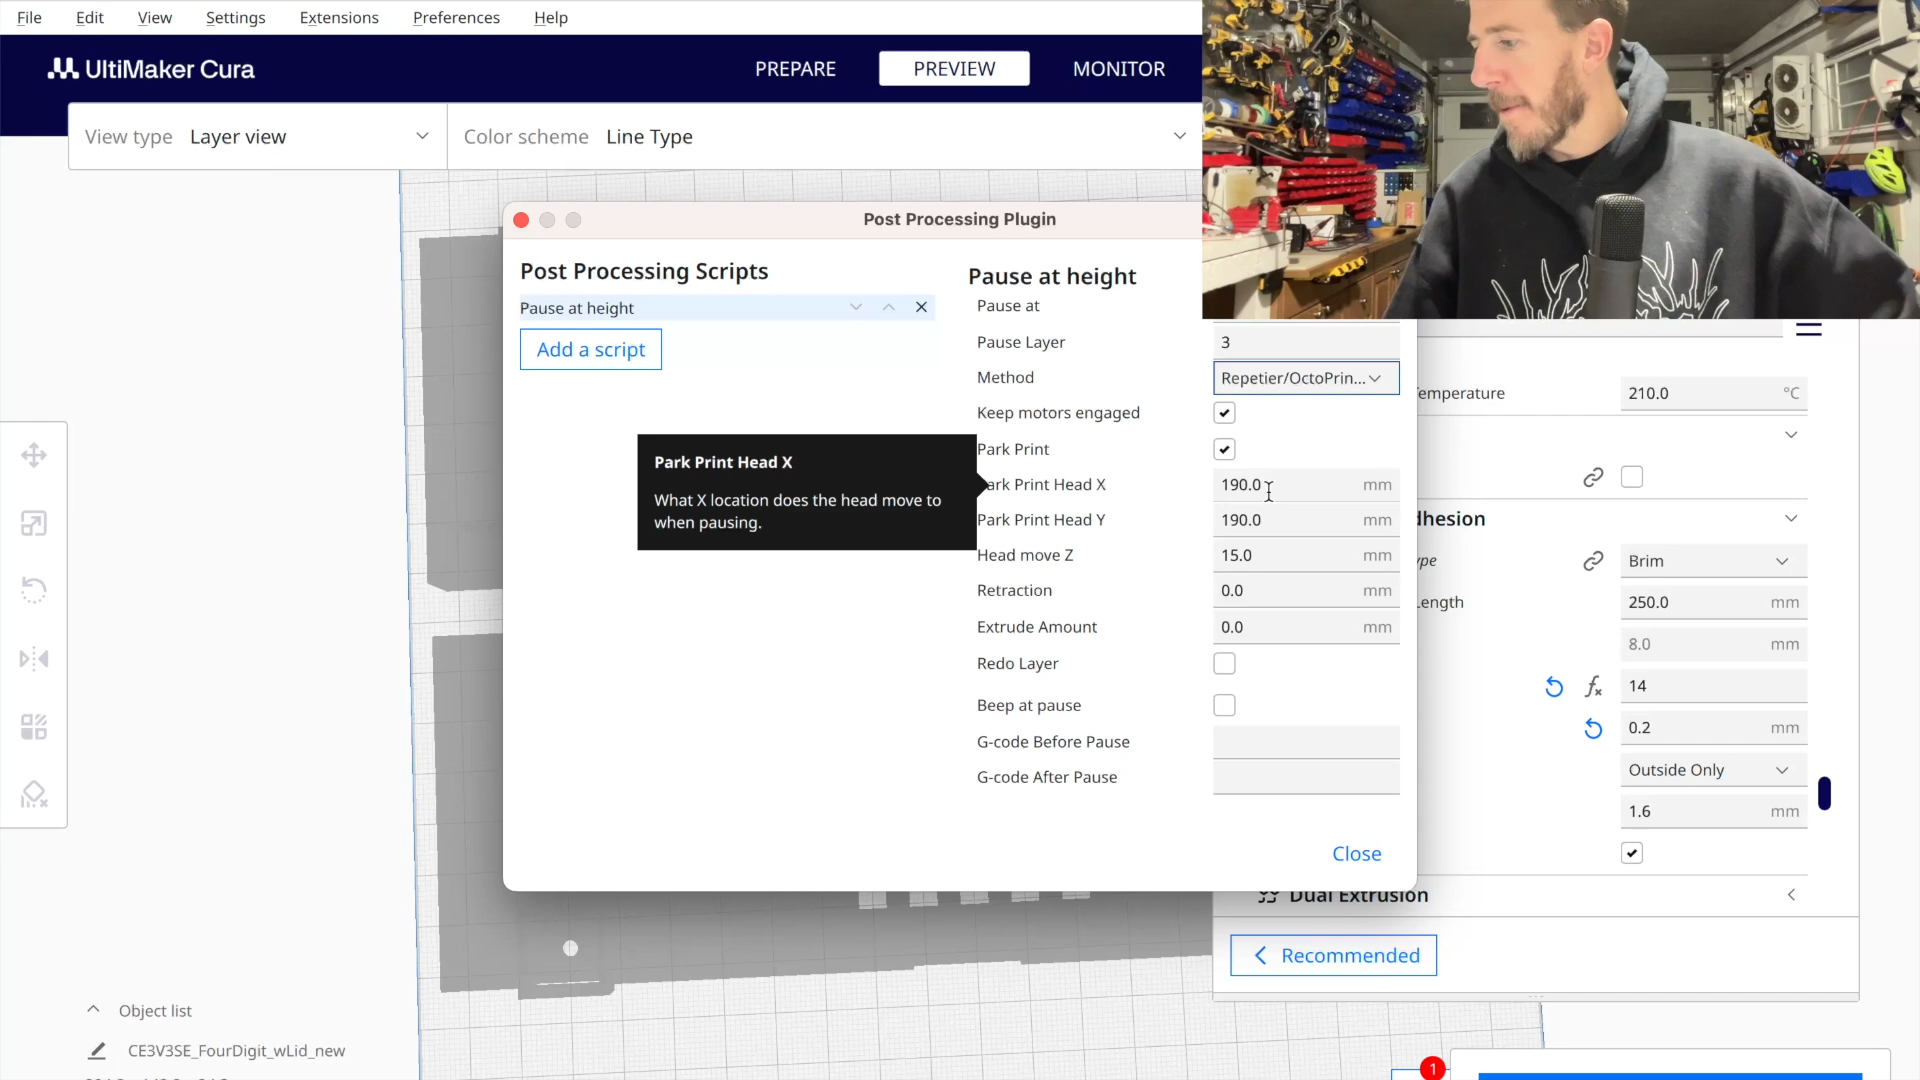 File Edit View Settings Extensions Preferences Help
UltiMaker Cura
PREPARE PREVIEW MONITOR
View type Layer view
Color scheme Line Type
Post Processing Plugin
Post Processing Scripts
Pause at height
Add a script
Pause at height
Pause at
Pause Layer 3
Method Repetier/OctoPrin...
Keep motors engaged
Park Print
Park Print Head X
What X location does the head move to
when pausing.
ark Print Head X 190.0 mm
Park Print Head Y 190.0 mm
Head move Z 15.0 mm
Retraction 0.0 mm
Extrude Amount 0.0 mm
Redo Layer
Beep at pause
G-code Before Pause
G-code After Pause
Close
emperature 210.0 °C
dhesion
ype Brim
Length 250.0 mm
8.0 mm
fx 14
0.2 mm
Outside Only
1.6 mm
Dual Extrusion
Recommended
Object list
CE3V3SE_FourDigit_wLid_new
1